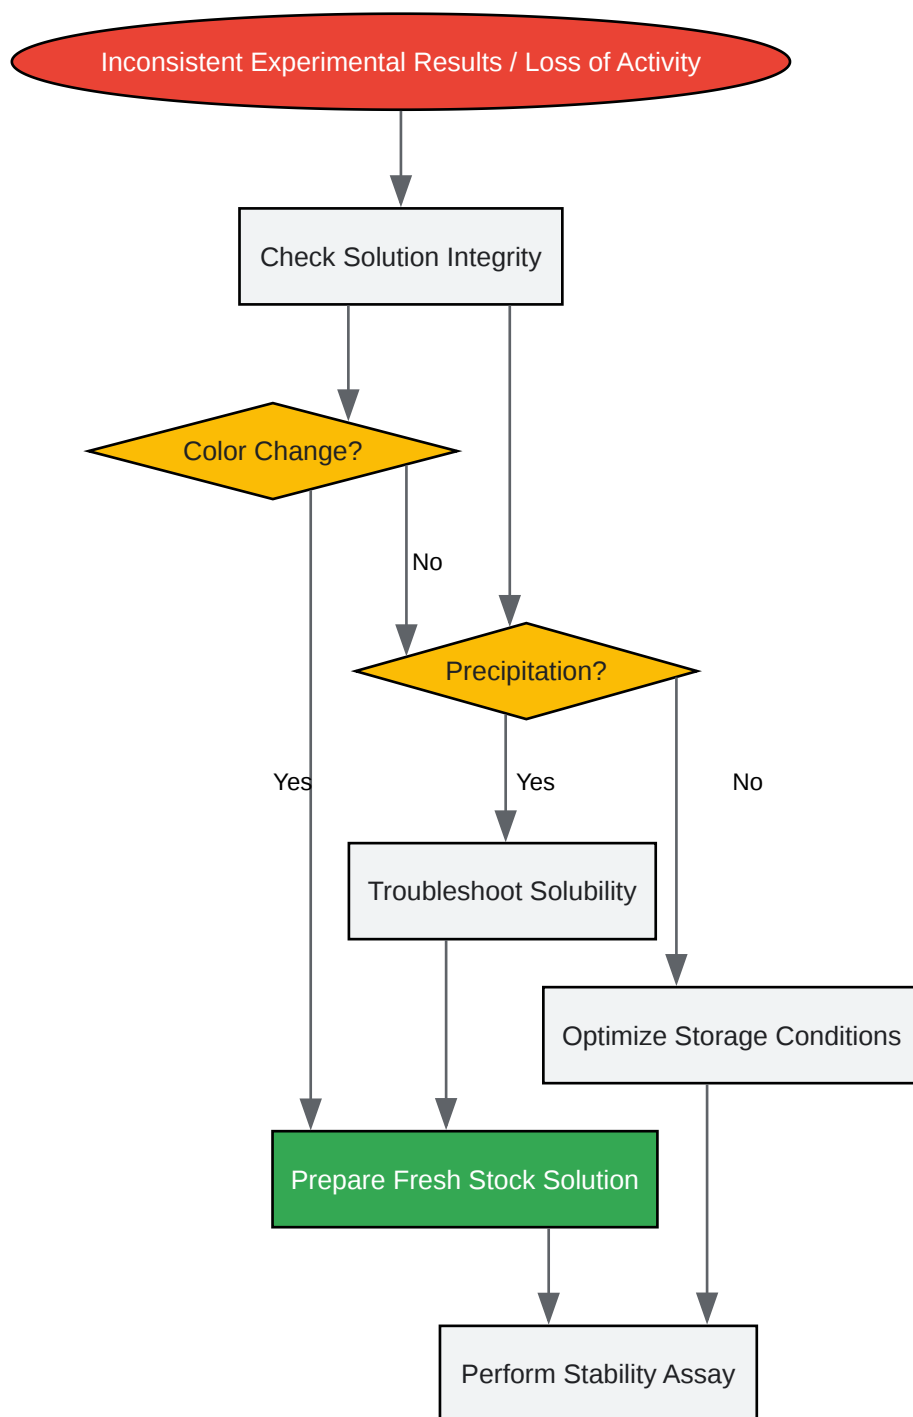 Inconsistent Experimental Results / Loss of Activity
Check Solution Integrity
Color Change?
No
Precipitation?
Yes
Yes
No
Troubleshoot Solubility
Optimize Storage Conditions
Prepare Fresh Stock Solution
Perform Stability Assay